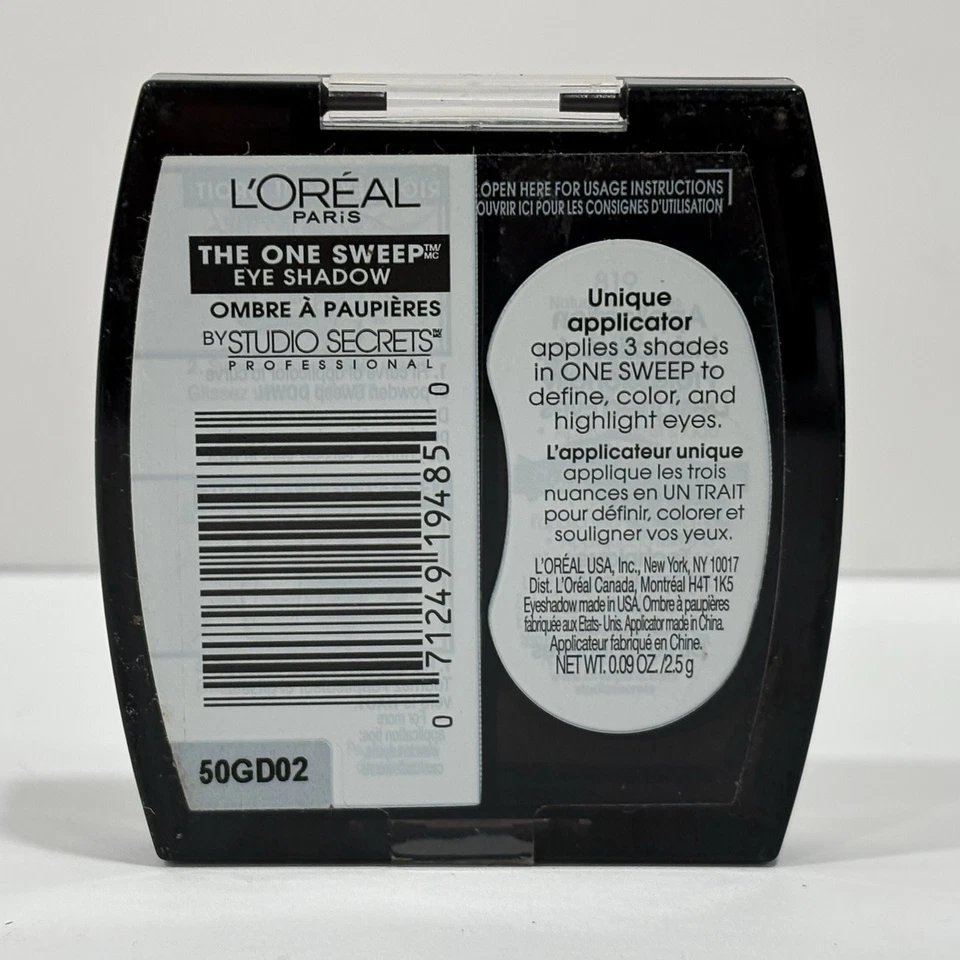 L'ORÉAL
PARiS
THE ONE SWEEP™/MC
EYE SHADOW
OMBRE À PAUPIÈRES
BY STUDIO SECRETS
PROFESSIONAL
0 71249 19485 0
50GD02
OPEN HERE FOR USAGE INSTRUCTIONS
OUVRIR ICI POUR LES CONSIGNES D'UTILISATION
Unique
applicator
applies 3 shades
in ONE SWEEP to
define, color, and
highlight eyes.
L'applicateur unique
applique les trois
nuances en UN TRAIT
pour définir, colorer et
souligner vos yeux.
L'ORÉAL USA, Inc., New York, NY 10017
Dist. L'Oréal Canada, Montréal H4T 1K5
Eyeshadow made in USA. Ombre à paupières
fabriquée aux Etats- Unis. Applicator made in China.
Applicateur fabriqué en Chine.
NET WT. 0.09 OZ./2.5 g